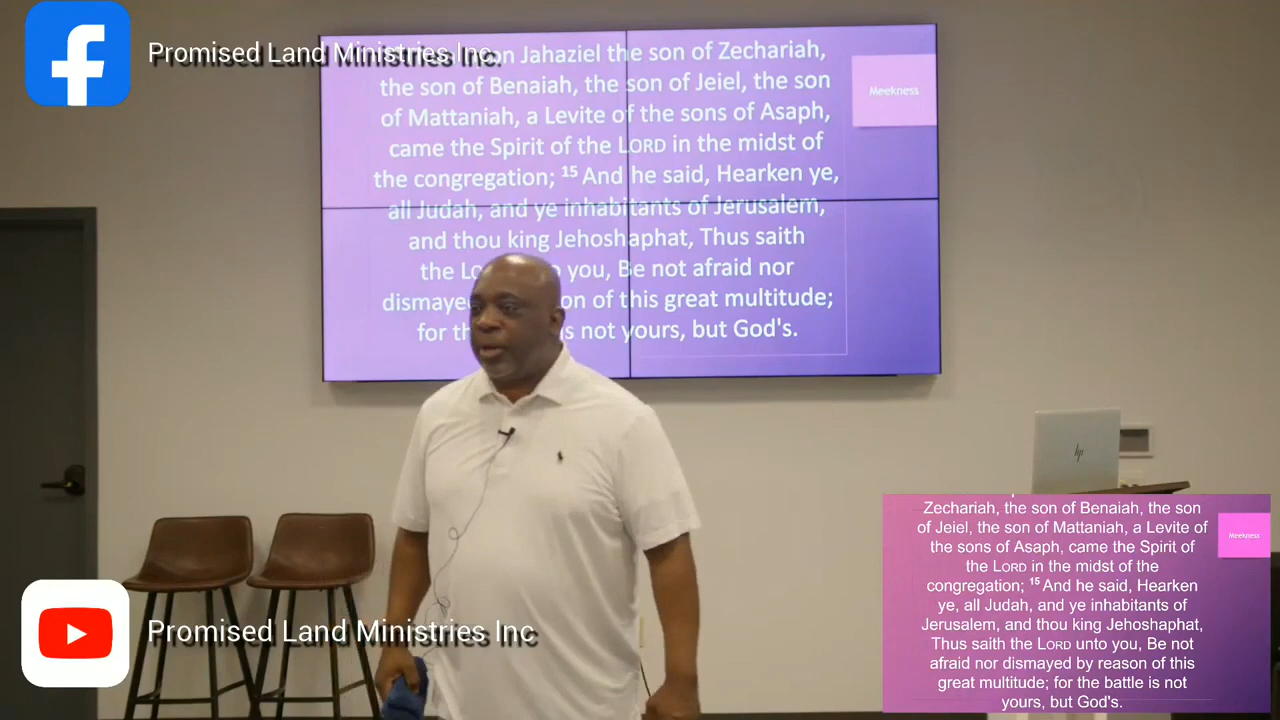 Promised Land Ministries Inc.
on Jahaziel the son of Zechariah,
the son of Benaiah, the son of Jeiel, the son
of Mattaniah, a Levite of the sons of Asaph,
came the Spirit of the LORD in the midst of
the congregation; 15 And he said, Hearken ye,
all Judah, and ye inhabitants of Jerusalem,
and thou king Jehoshaphat, Thus saith
the you, Be not afraid nor
of this great multitude;
for not yours, but God's.
Meekness
hp
Promised Land Ministries Inc
Zechariah, the son of Benaiah, the son
of Jeiel, the son of Mattaniah, a Levite of
the sons of Asaph, came the Spirit of
the LORD in the midst of the
congregation; 15 And he said, Hearken
ye, all Judah, and ye inhabitants of
Jerusalem, and thou king Jehoshaphat,
Thus saith the LORD unto you, Be not
afraid nor dismayed by reason of this
great multitude; for the battle is not
yours, but God's.
Meekness